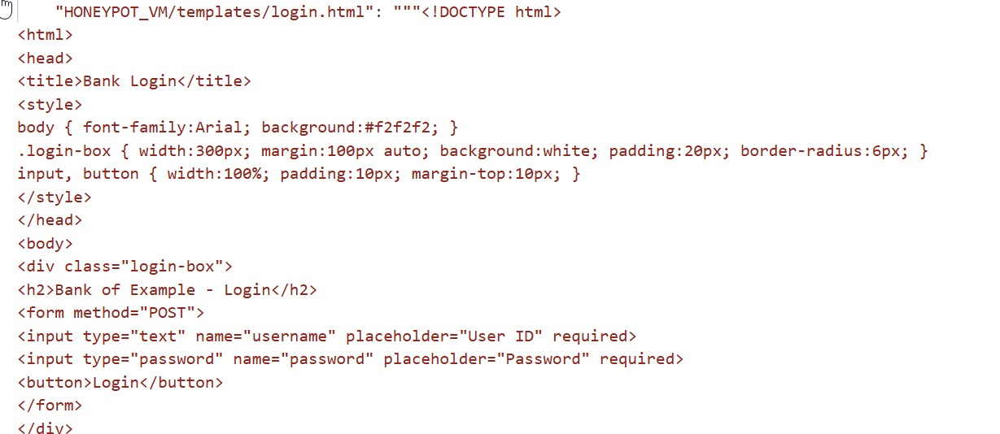 "HONEYPOT_VM/templates/login.html": """<!DOCTYPE html>
<html>
<head>
<title>Bank Login</title>
<style>
body { font-family:Arial; background:#f2f2f2; }
.login-box { width:300px; margin:100px auto; background:white; padding:20px; border-radius:6px; }
input, button { width:100%; padding:10px; margin-top:10px; }
</style>
</head>
<body>
<div class="login-box">
<h2>Bank of Example - Login</h2>
<form method="POST">
<input type="text" name="username" placeholder="User ID" required>
<input type="password" name="password" placeholder="Password" required>
<button>Login</button>
</form>
</div>